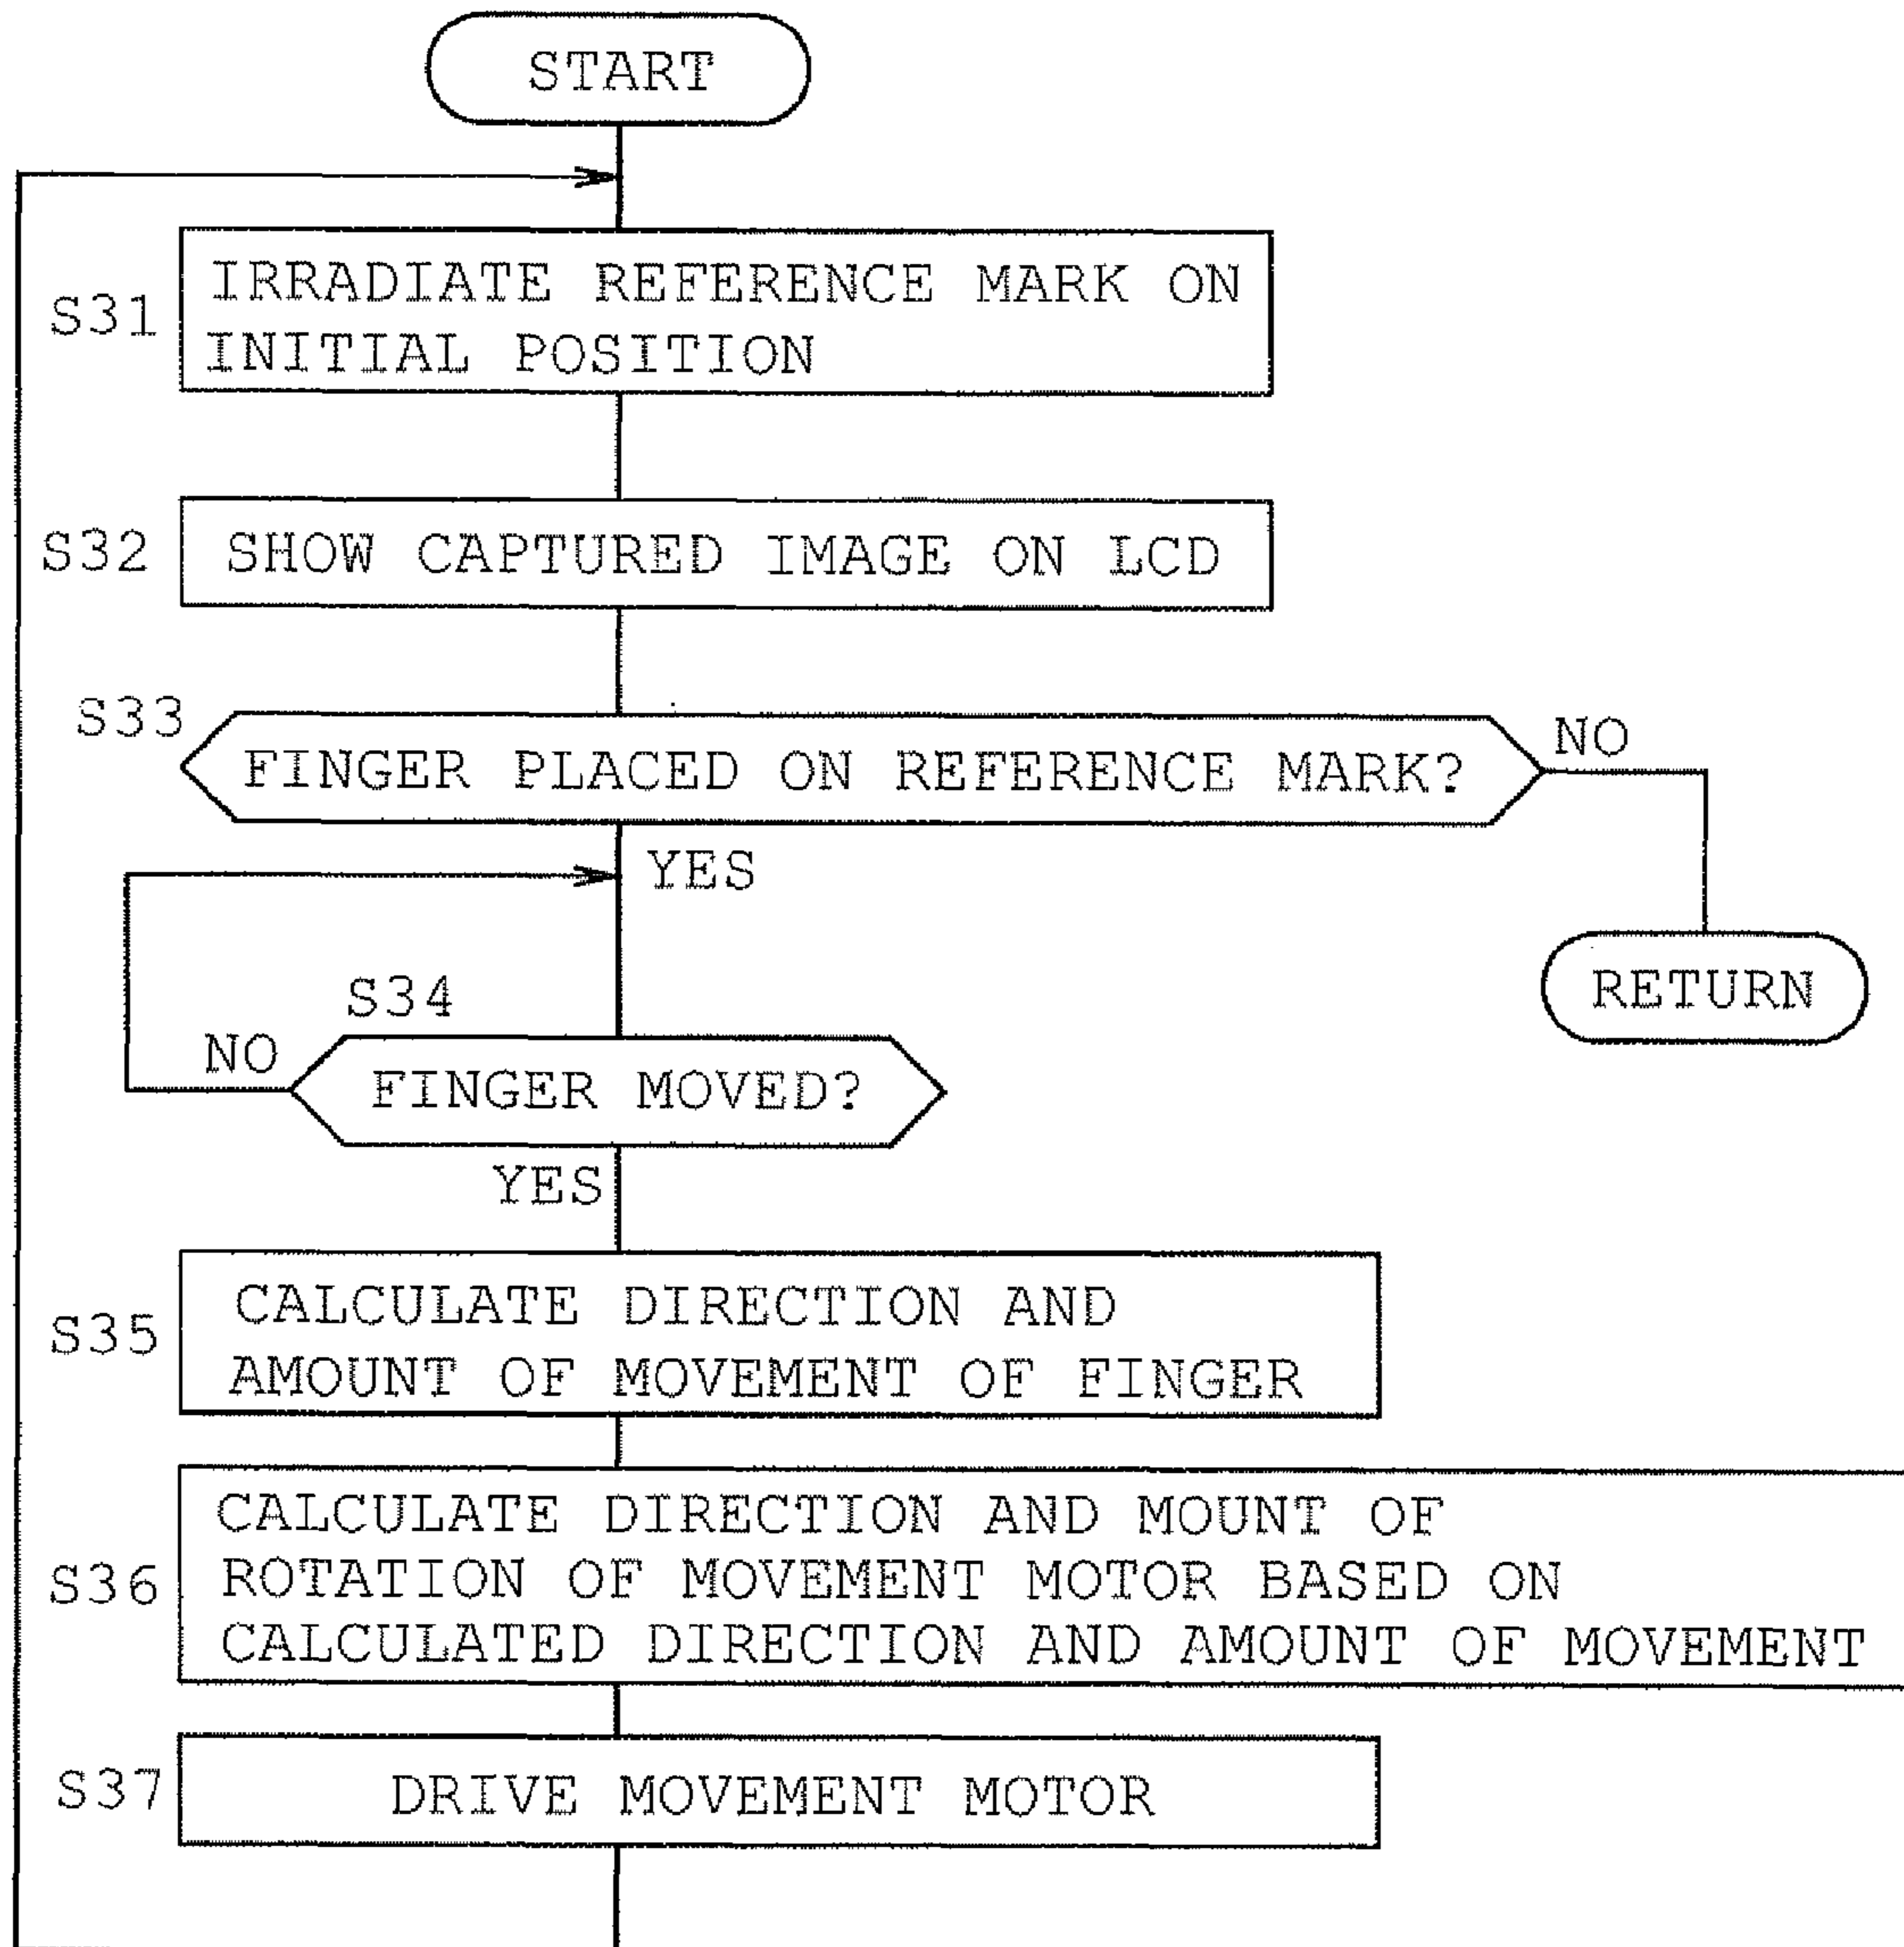 START
S31
IRRADIATE REFERENCE MARK ON
INITIAL POSITION
S32
SHOW CAPTURED IMAGE ON LCD
S33
FINGER PLACED ON REFERENCE MARK?
NO
YES
RETURN
S34
NO
FINGER MOVED?
YES
S35
CALCULATE DIRECTION AND
AMOUNT OF MOVEMENT OF FINGER
S36
CALCULATE DIRECTION AND MOUNT OF
ROTATION OF MOVEMENT MOTOR BASED ON
CALCULATED DIRECTION AND AMOUNT OF MOVEMENT
S37
DRIVE MOVEMENT MOTOR